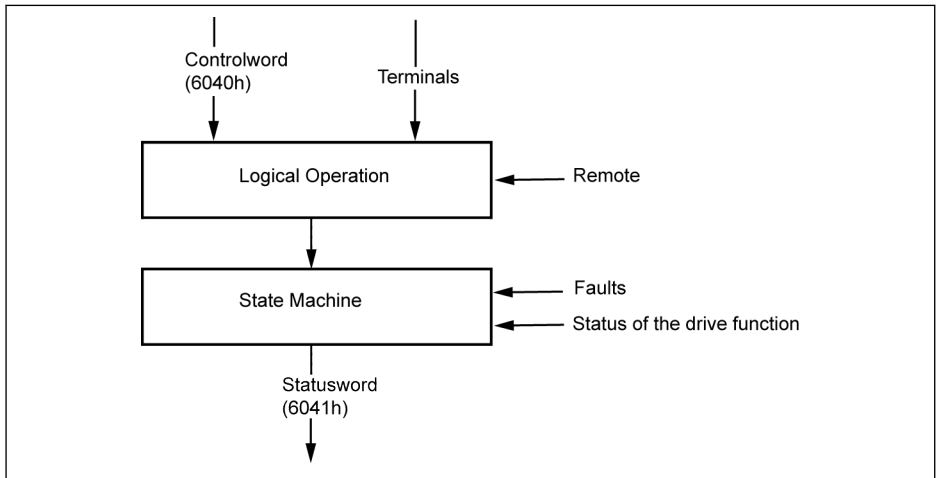 Controlword
(6040h)
Terminals
Logical Operation
Remote
State Machine
Faults
Status of the drive function
Statusword
(6041h)